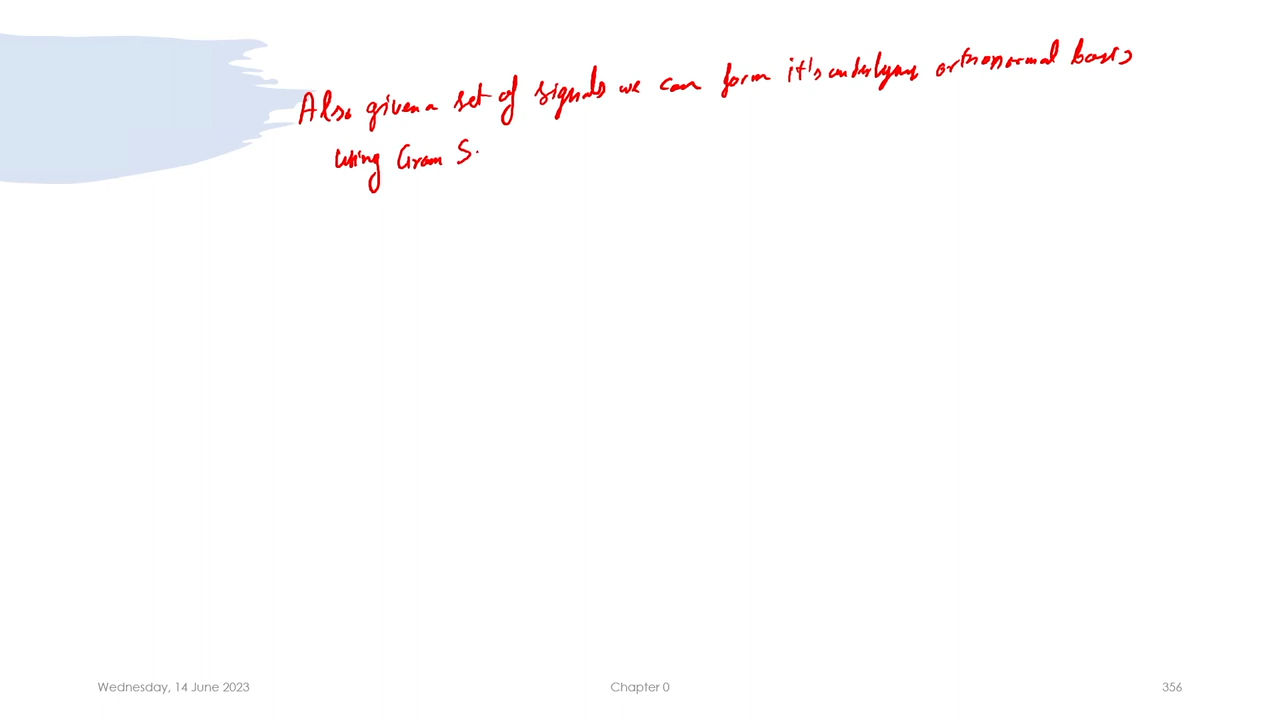 Also given a set of signals we can form it's underlying orthonormal basis
using Gram S.
Wednesday, 14 June 2023
Chapter 0
356